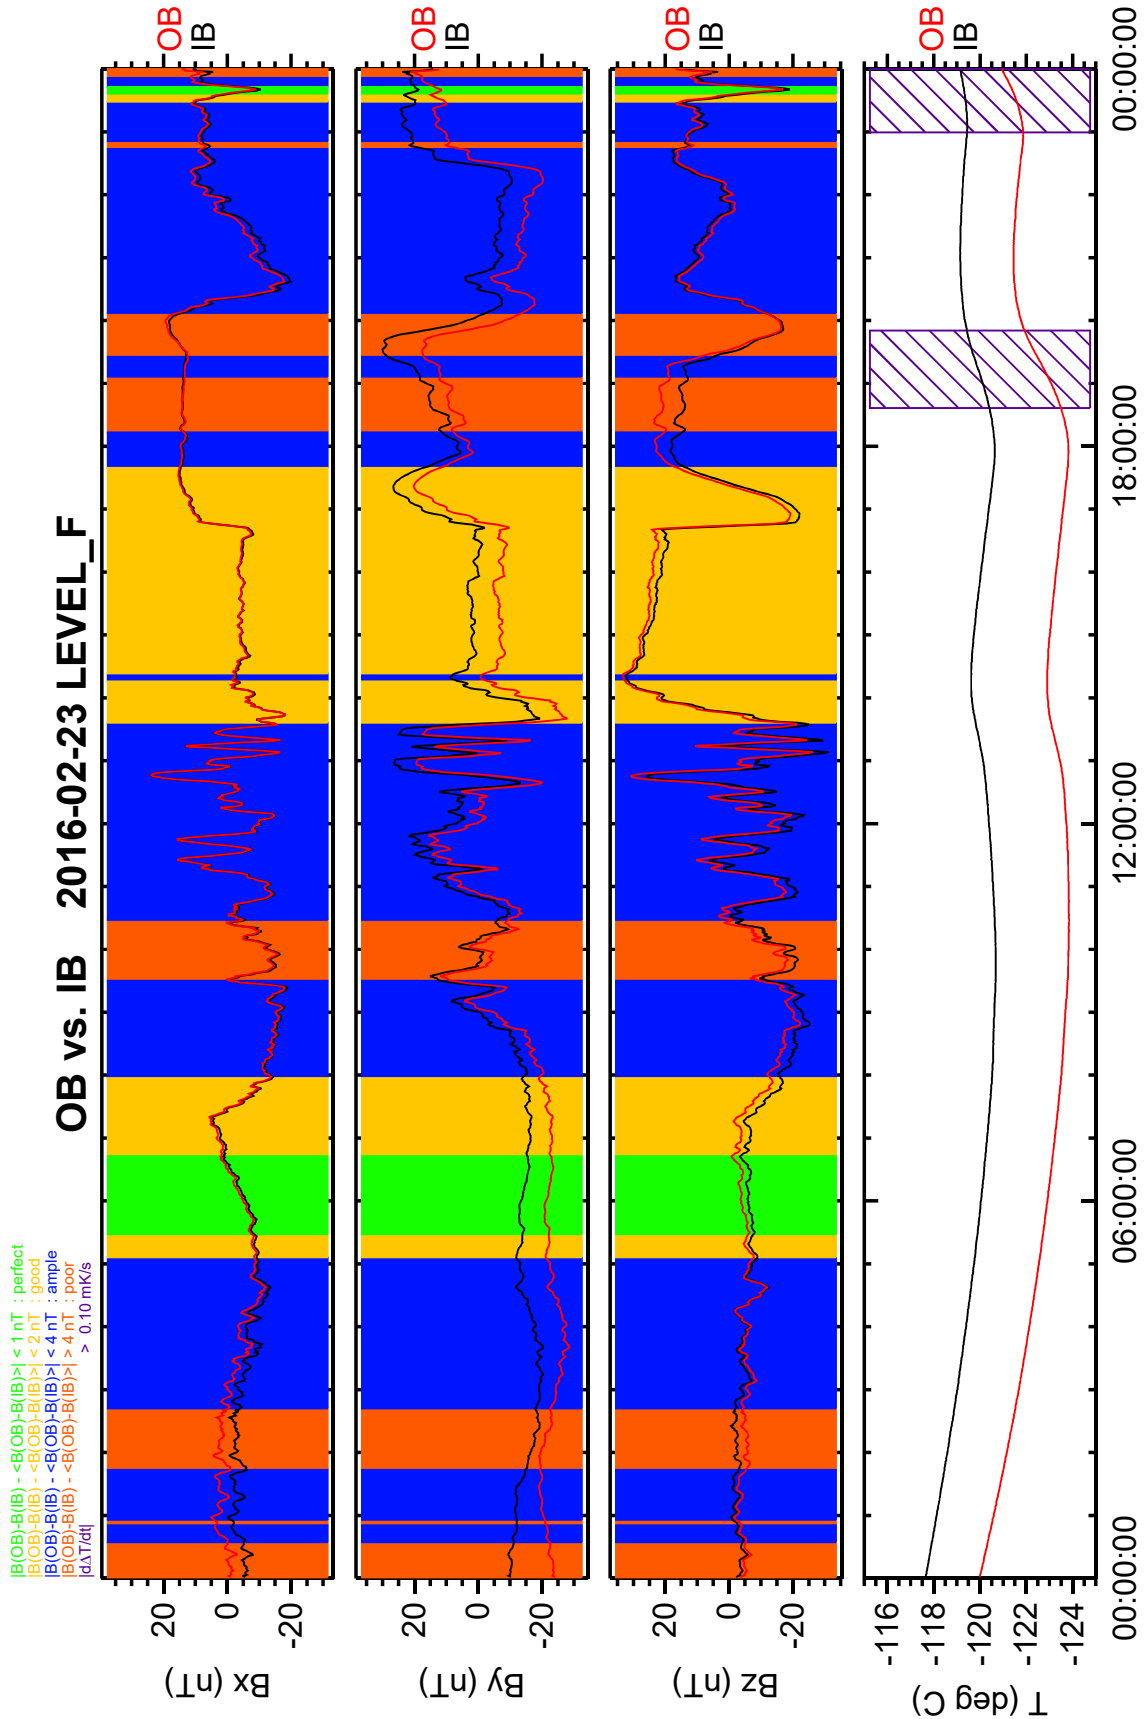 OB vs. IB 2016-02-23 LEVEL_F
|B(OB)-B(IB) - <B(OB)-B(IB)>| < 1 nT : perfect
|B(OB)-B(IB) - <B(OB)-B(IB)>| < 2 nT : good
|B(OB)-B(IB) - <B(OB)-B(IB)>| < 4 nT : ample
|B(OB)-B(IB) - <B(OB)-B(IB)>| > 4 nT : poor
|dΔT/dt| > 0.10 mK/s
Bx (nT)
20
0
-20
OB
IB
By (nT)
20
0
-20
OB
IB
Bz (nT)
20
0
-20
OB
IB
T (deg C)
-116
-118
-120
-122
-124
OB
IB
00:00:00
06:00:00
12:00:00
18:00:00
00:00:00